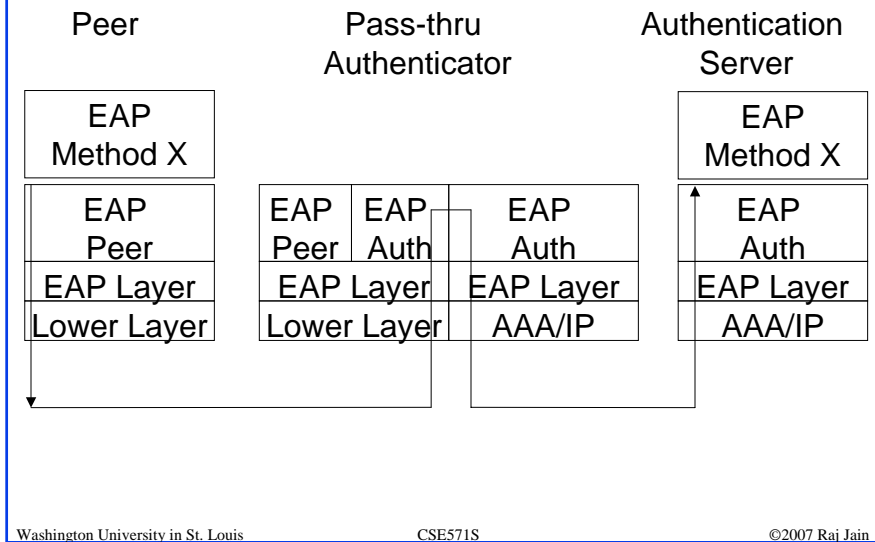 Peer
Pass-thru
Authenticator
Authentication
Server
EAP
Method X
EAP
Peer
EAP Layer
Lower Layer
EAP
Peer
EAP
Auth
EAP Layer
Lower Layer
EAP
Auth
EAP Layer
AAA/IP
EAP
Method X
EAP
Auth
EAP Layer
AAA/IP
Washington University in St. Louis
CSE571S
©2007 Raj Jain